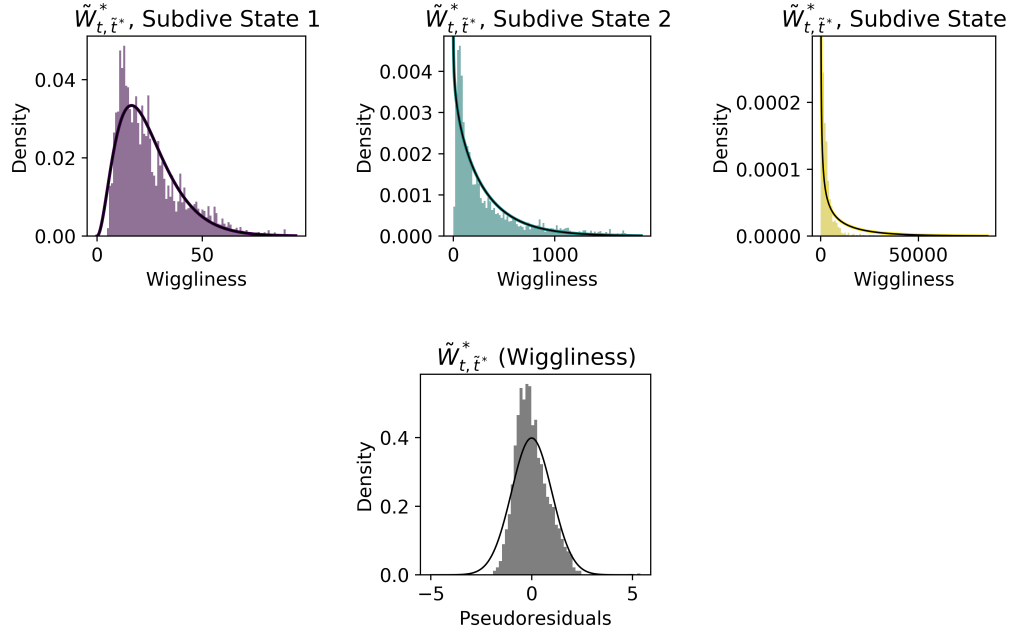 W̃*_{t,t̃*}, Subdive State 1
W̃*_{t,t̃*}, Subdive State 2
W̃*_{t,t̃*}, Subdive State
0.04
0.02
0.00
Density
0 50
Wiggliness
0.004
0.003
0.002
0.001
0.000
Density
0 1000
Wiggliness
0.0002
0.0001
0.0000
Density
0 50000
Wiggliness
W̃*_{t,t̃*} (Wiggliness)
0.4
0.2
0.0
Density
−5 0 5
Pseudoresiduals